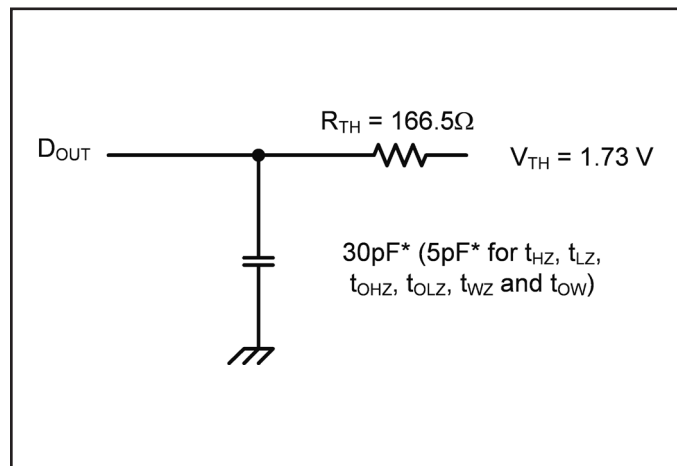 R_TH = 166.5Ω
D_OUT
V_TH = 1.73 V
30pF* (5pF* for t_HZ, t_LZ,
t_OHZ, t_OLZ, t_WZ and t_OW)